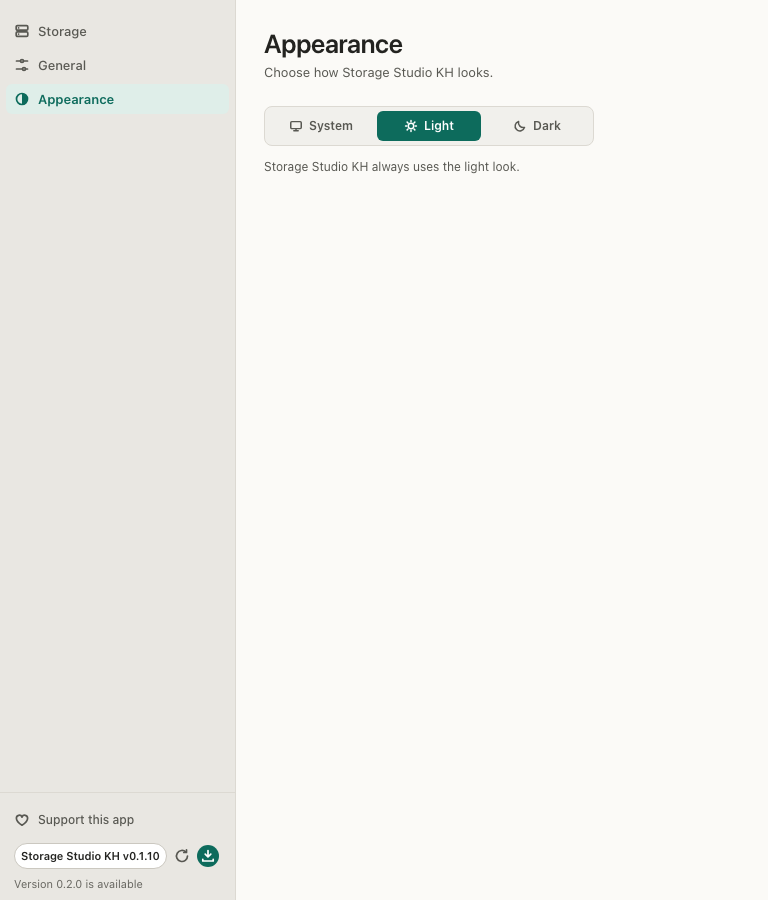 Storage
General
Appearance
Appearance
Choose how Storage Studio KH looks.
System
Light
Dark
Storage Studio KH always uses the light look.
Support this app
Storage Studio KH v0.1.10
Version 0.2.0 is available